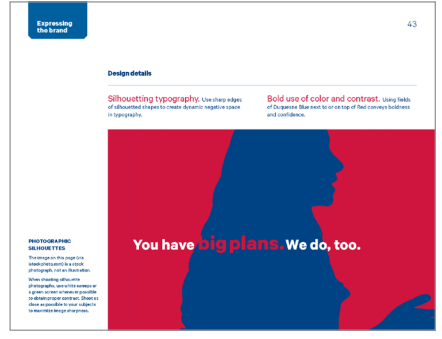 Expressing
the brand
43
Design details
Silhouetting typography. Use sharp edges
of silhouetted shapes to create dynamic negative space
in typography.
Bold use of color and contrast. Using fields
of Duquesne Blue next to or on top of Red conveys boldness
and confidence.
You have big plans. We do, too.
PHOTOGRAPHIC
SILHOUETTES
The image on this page (via
istockphoto.com) is a stock
photograph, not an illustration.
When shooting silhouette
photographs, use white sweeps or
a green screen whenever possible
to obtain proper contrast. Shoot as
close as possible to your subjects
to maximize image sharpness.